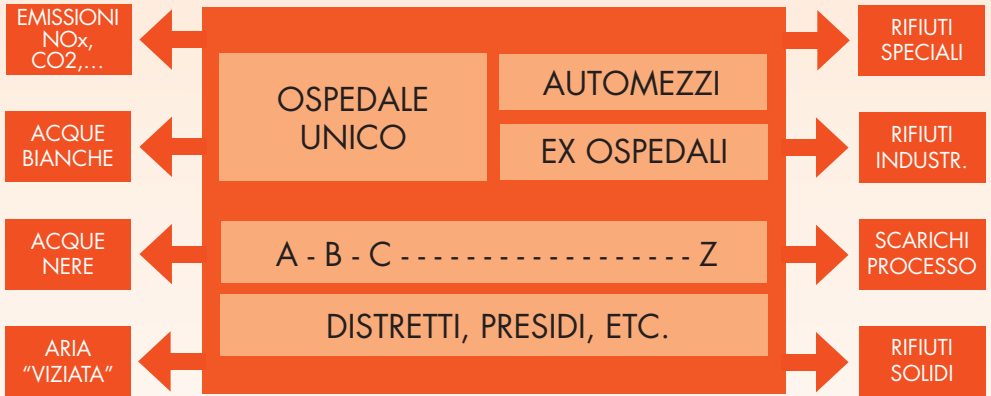 EMISSIONI
NOx,
CO2,...
ACQUE
BIANCHE
ACQUE
NERE
ARIA
“VIZIATA”
OSPEDALE
UNICO
AUTOMEZZI
EX OSPEDALI
A - B - C - - - - - - - - - - - - - - - - - - Z
DISTRETTI, PRESIDI, ETC.
RIFIUTI
SPECIALI
RIFIUTI
INDUSTR.
SCARICHI
PROCESSO
RIFIUTI
SOLIDI